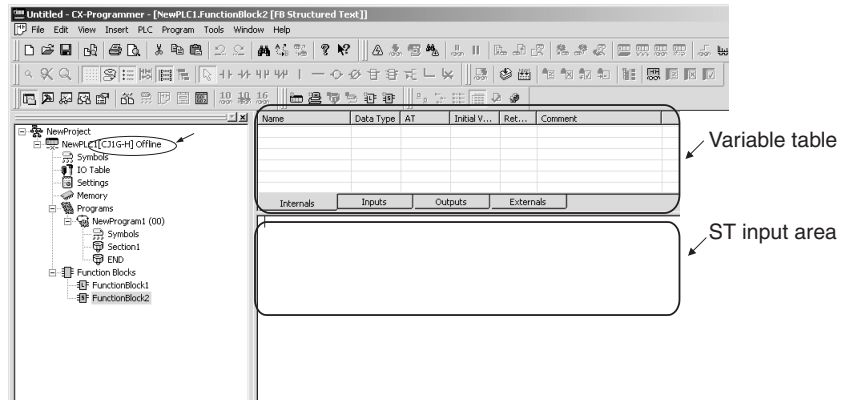 Untitled - CX-Programmer - [NewPLC1.FunctionBlock2 [FB Structured Text]]
File Edit View Insert PLC Program Tools Window Help
10 16
Name Data Type AT Initial V... Ret... Comment
Internals Inputs Outputs Externals
Variable table
ST input area
NewProject
NewPLC1[CJ1G-H] Offline
Symbols
IO Table
Settings
Memory
Programs
NewProgram1 (00)
Symbols
Section1
END
Function Blocks
FunctionBlock1
FunctionBlock2